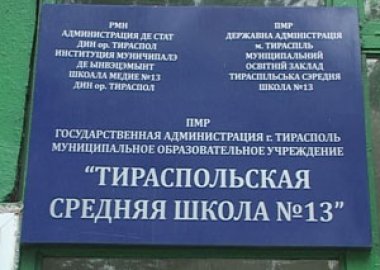 РМН
АДМИНИСТРАЦИЯ ДЕ СТАТ
ДИН ор. ТИРАСПОЛ
ИНСТИТУЦИЯ МУНИЧИПАЛЭ
ДЕ ЫНВЭЦЭМЫНТ
ШКОАЛА МЕДИЕ №13
ДИН ор. ТИРАСПОЛ
ПМР
ДЕРЖАВНА АДМІНІСТРАЦІЯ
м. ТИРАСПІЛЬ
МУНИЦИПАЛЬНИЙ
ОСВІТНІЙ ЗАКЛАД
ТИРАСПІЛЬСЬКА СЕРЕДНЯ
ШКОЛА №13
ПМР
ГОСУДАРСТВЕННАЯ АДМИНИСТРАЦИЯ г. ТИРАСПОЛЬ
МУНИЦИПАЛЬНОЕ ОБРАЗОВАТЕЛЬНОЕ УЧРЕЖДЕНИЕ
“ТИРАСПОЛЬСКАЯ
СРЕДНЯЯ ШКОЛА №13”